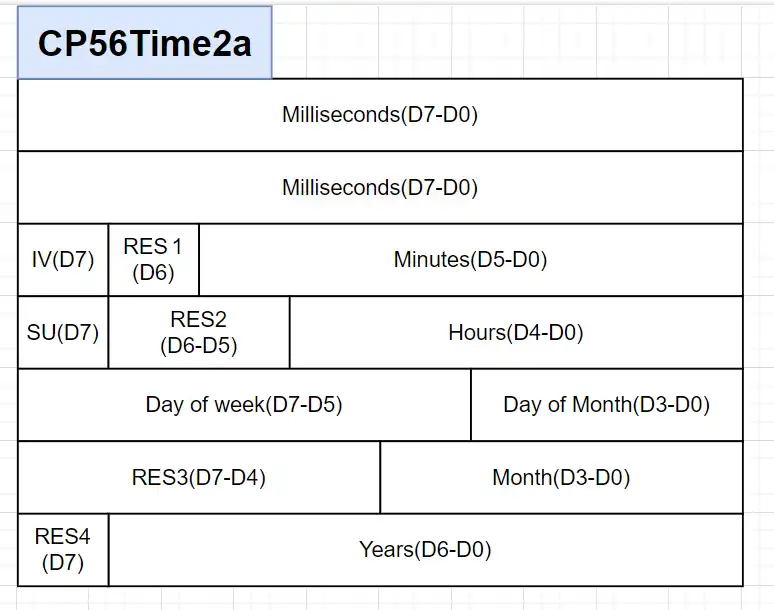 CP56Time2a
Milliseconds(D7-D0)
Milliseconds(D7-D0)
IV(D7)
RES 1
(D6)
Minutes(D5-D0)
SU(D7)
RES2
(D6-D5)
Hours(D4-D0)
Day of week(D7-D5)
Day of Month(D3-D0)
RES3(D7-D4)
Month(D3-D0)
RES4
(D7)
Years(D6-D0)